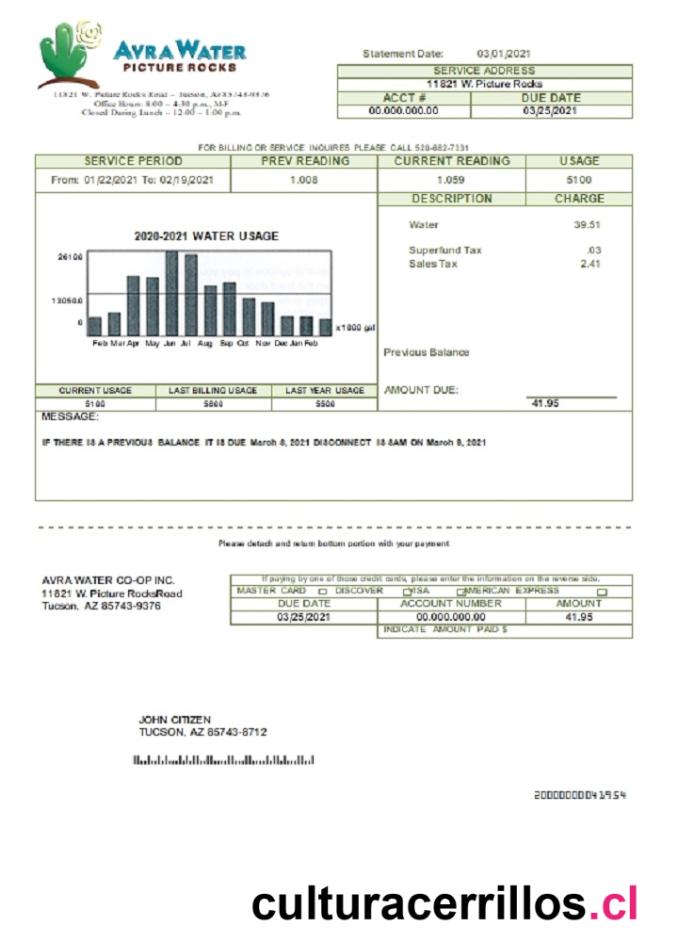 AVRA WATER
PICTURE ROCKS
11821 W. Picture Rocks Road – Tucson, AZ 85743-9376
Office Hours: 8:00 – 4:30 p.m., M-F
Closed During Lunch – 12:00 – 1:00 p.m.
Statement Date: 03/01/2021
SERVICE ADDRESS
11821 W. Picture Rocks
ACCT # DUE DATE
00.000.000.00 03/25/2021
FOR BILLING OR SERVICE INQUIRES PLEASE CALL 520-682-7331
SERVICE PERIOD PREV READING CURRENT READING USAGE
From: 01/22/2021 To: 02/19/2021 1.008 1.059 5100
DESCRIPTION CHARGE
Water 39.51
Superfund Tax .03
Sales Tax 2.41
2020-2021 WATER USAGE
26100
13050.0
0
x1000 gal
Feb Mar Apr May Jun Jul Aug Sep Oct Nov Dec Jan Feb
Previous Balance
CURRENT USAGE LAST BILLING USAGE LAST YEAR USAGE
5100 5800 5500
AMOUNT DUE:
41.95
MESSAGE:
IF THERE IS A PREVIOUS BALANCE IT IS DUE March 8, 2021 DISCONNECT IS 8AM ON March 9, 2021
Please detach and return bottom portion with your payment
AVRA WATER CO-OP INC.
11821 W. Picture RocksRoad
Tucson, AZ 85743-9376
If paying by one of those credit cards, please enter the information on the reverse side.
MASTER CARD DISCOVER VISA AMERICAN EXPRESS
DUE DATE ACCOUNT NUMBER AMOUNT
03/25/2021 00.000.000.00 41.95
INDICATE AMOUNT PAID $
JOHN CITIZEN
TUCSON, AZ 85743-8712
2000000004 1954
culturacerrillos.cl